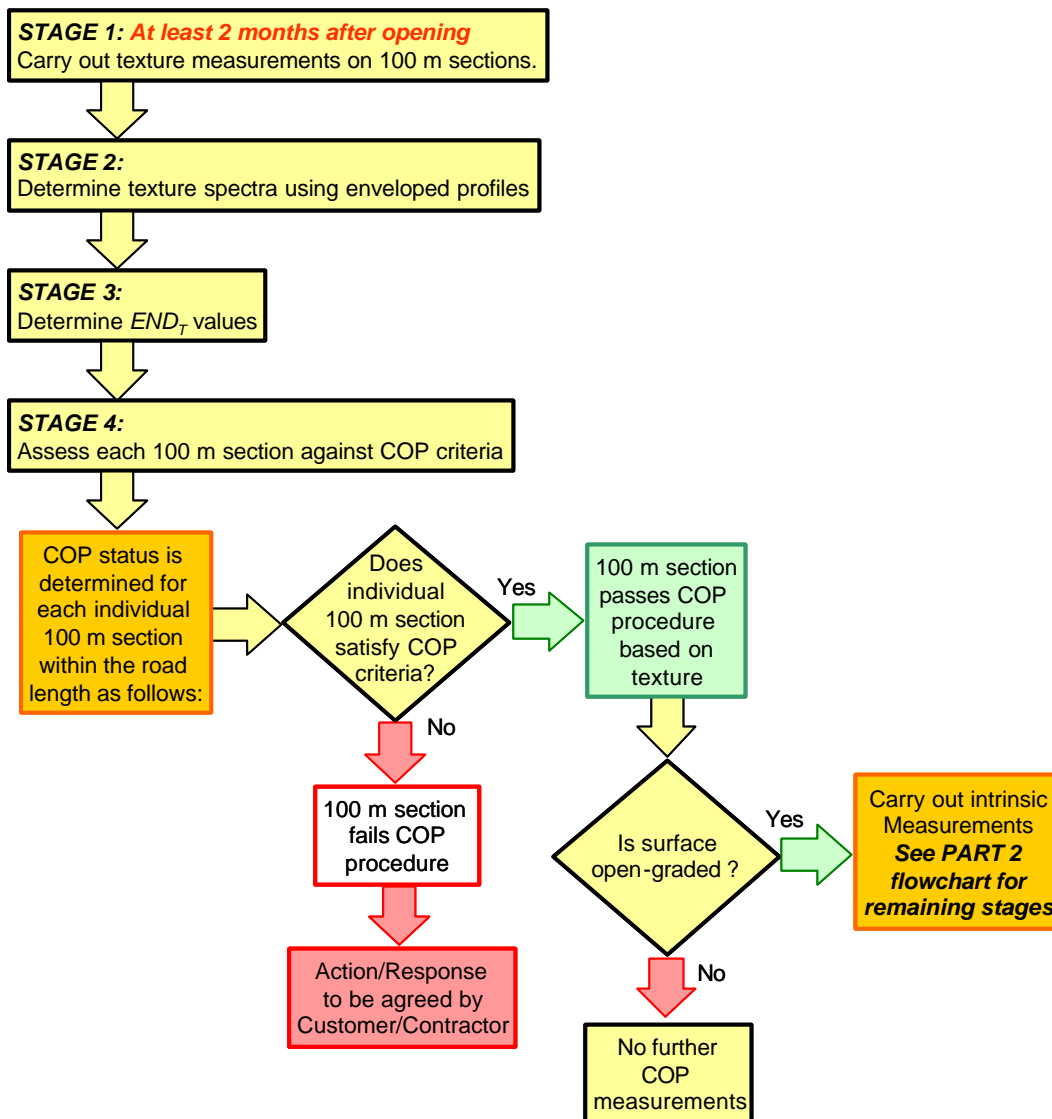 STAGE 1: At least 2 months after opening
Carry out texture measurements on 100 m sections.
STAGE 2:
Determine texture spectra using enveloped profiles
STAGE 3:
Determine END_T values
STAGE 4:
Assess each 100 m section against COP criteria
COP status is
determined for
each individual
100 m section
within the road
length as follows:
Does
individual
100 m section
satisfy COP
criteria?
Yes
100 m section
passes COP
procedure
based on
texture
No
100 m section
fails COP
procedure
Action/Response
to be agreed by
Customer/Contractor
Is surface
open-graded ?
Yes
Carry out intrinsic
Measurements
See PART 2
flowchart for
remaining stages
No
No further
COP
measurements